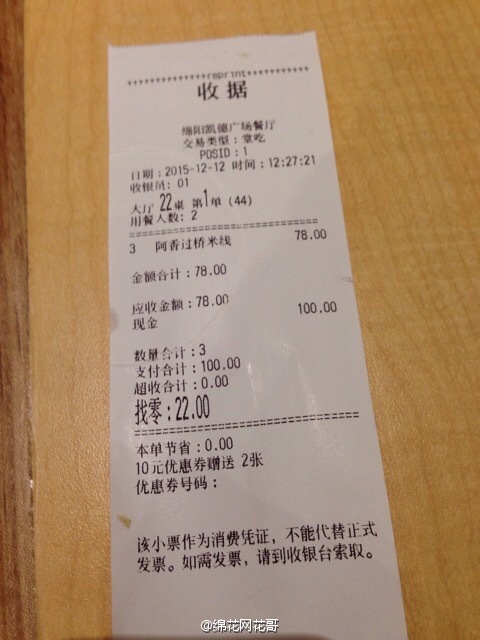 ++++++++++++++reprint++++++++++++
收据
绵阳凯德广场餐厅
交易类型：堂吃
POSID：1
日期：2015-12-12 时间：12:27:21
收银员：01
大厅 22桌 第1单 (44)
用餐人数：2
3 阿香过桥米线 78.00
金额合计：78.00
应收金额：78.00
现金 100.00
数量合计：3
支付合计：100.00
超收合计：0.00
找零：22.00
本单节省：0.00
10元优惠券赠送 2张
优惠券号码：
该小票作为消费凭证，不能代替正式
发票。如需发票，请到收银台索取。
@绵花网花哥